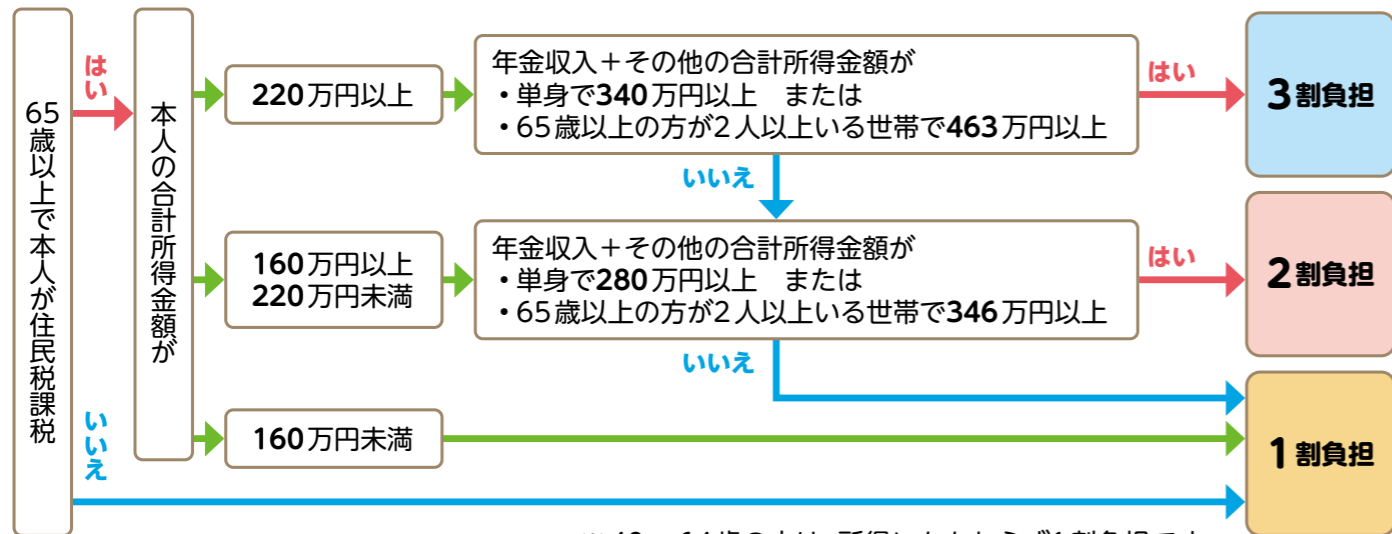 65歳以上で本人が住民税課税
はい
いいえ
本人の合計所得金額が
220万円以上
年金収入＋その他の合計所得金額が
・単身で340万円以上　または
・65歳以上の方が2人以上いる世帯で463万円以上
はい
3割負担
いいえ
160万円以上
220万円未満
年金収入＋その他の合計所得金額が
・単身で280万円以上　または
・65歳以上の方が2人以上いる世帯で346万円以上
はい
2割負担
いいえ
160万円未満
1割負担